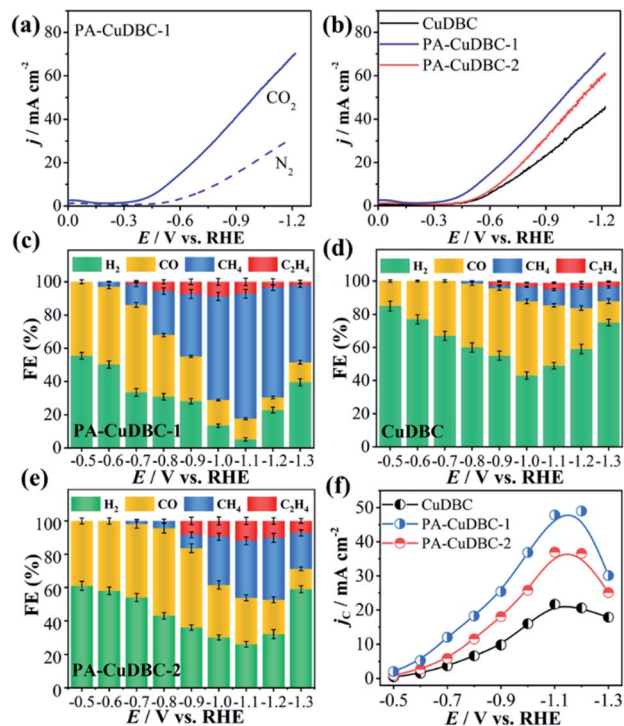 (a)
PA-CuDBC-1
CO2
N2
80
60
40
20
0
j / mA cm-2
0.0 -0.3 -0.6 -0.9 -1.2
E / V vs. RHE
(b)
CuDBC
PA-CuDBC-1
PA-CuDBC-2
80
60
40
20
0
j / mA cm-2
0.0 -0.3 -0.6 -0.9 -1.2
E / V vs. RHE
(c)
H2 CO CH4 C2H4
100
80
60
40
20
0
FE (%)
PA-CuDBC-1
-0.5 -0.6 -0.7 -0.8 -0.9 -1.0 -1.1 -1.2 -1.3
E / V vs. RHE
(d)
H2 CO CH4 C2H4
100
80
60
40
20
0
FE (%)
CuDBC
-0.5 -0.6 -0.7 -0.8 -0.9 -1.0 -1.1 -1.2 -1.3
E / V vs. RHE
(e)
H2 CO CH4 C2H4
100
80
60
40
20
0
FE (%)
PA-CuDBC-2
-0.5 -0.6 -0.7 -0.8 -0.9 -1.0 -1.1 -1.2 -1.3
E / V vs. RHE
(f)
CuDBC
PA-CuDBC-1
PA-CuDBC-2
50
40
30
20
10
0
jC / mA cm-2
-0.5 -0.7 -0.9 -1.1 -1.3
E / V vs. RHE